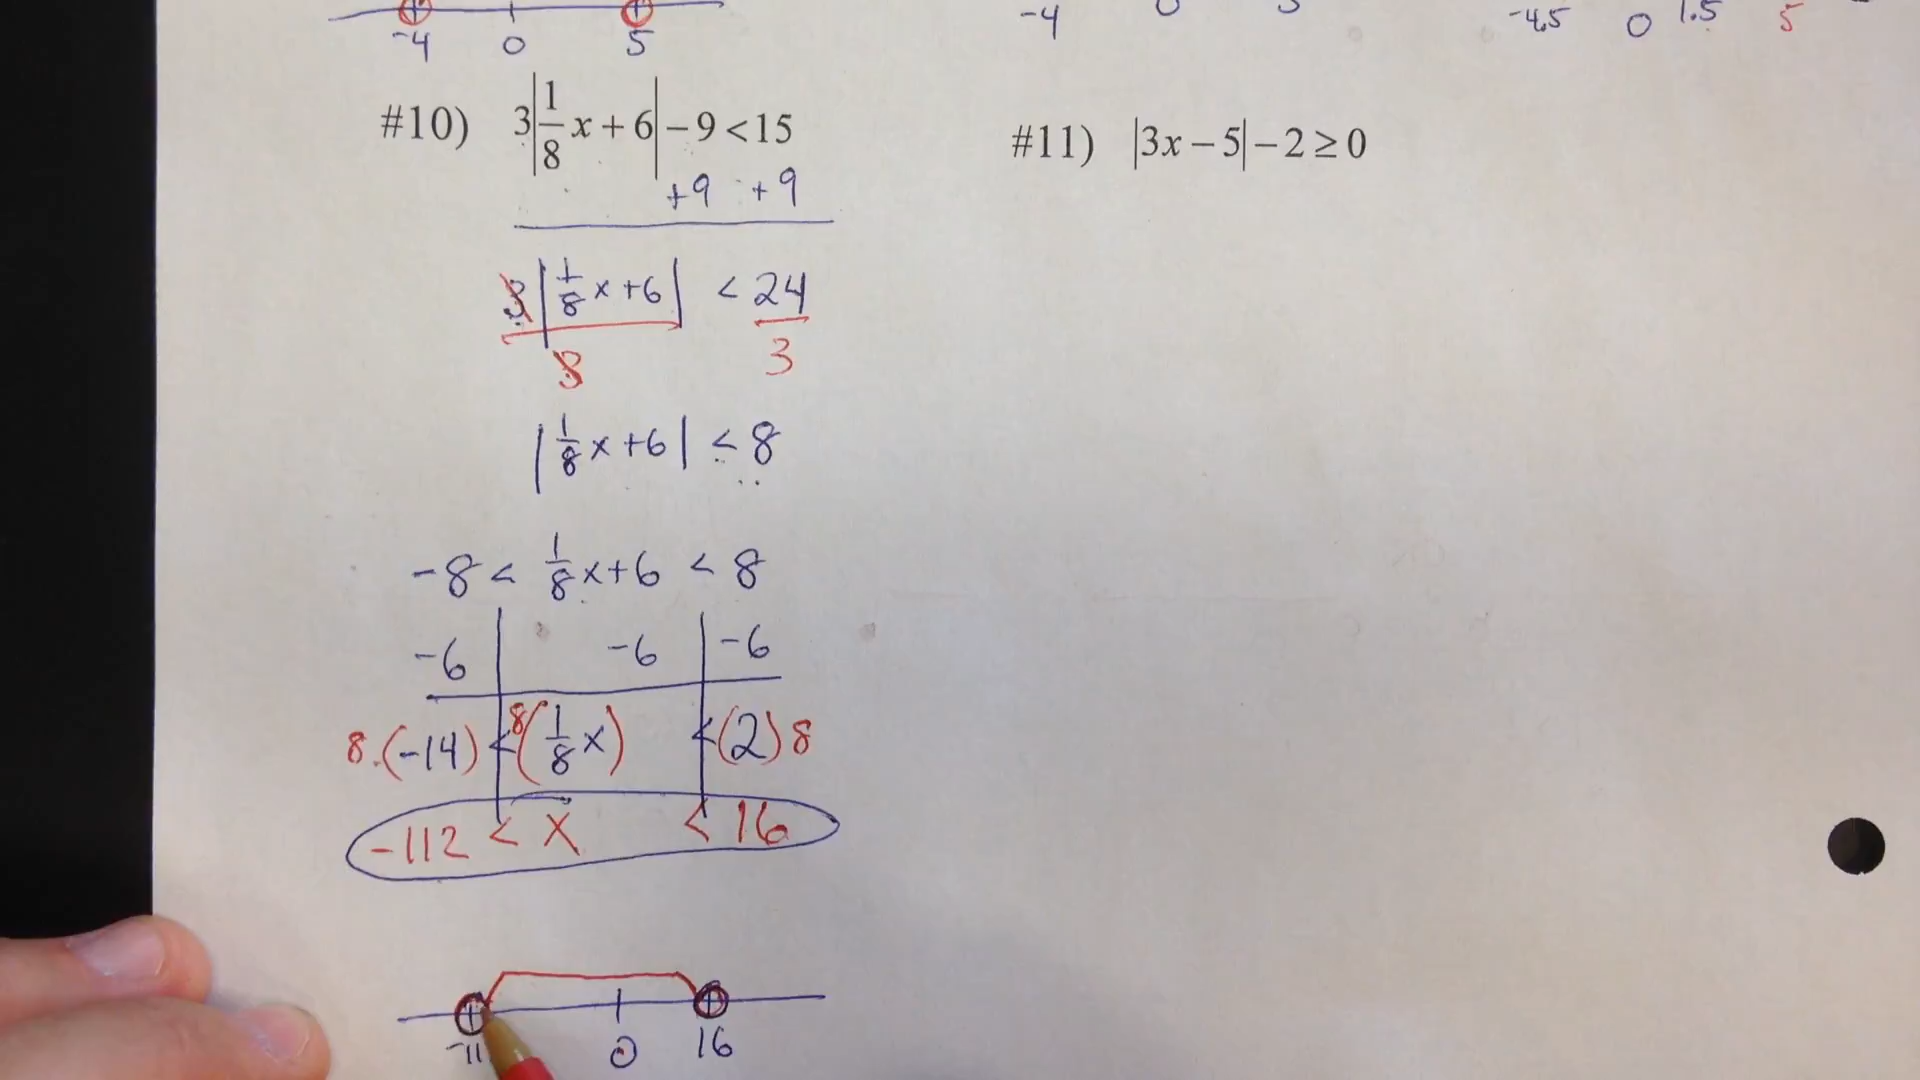 -4 0 5
-4 0
-4.5 0 1.5 5
#10) 3|1/8 x + 6| − 9 < 15
+9 +9
3|1/8 x + 6| < 24
3 3
|1/8 x + 6| < 8
-8 < 1/8 x + 6 < 8
-6 -6 -6
8·(-14) < 8(1/8 x) < (2)8
-112 < x < 16
-11 0 16
#11) |3x − 5| − 2 ≥ 0